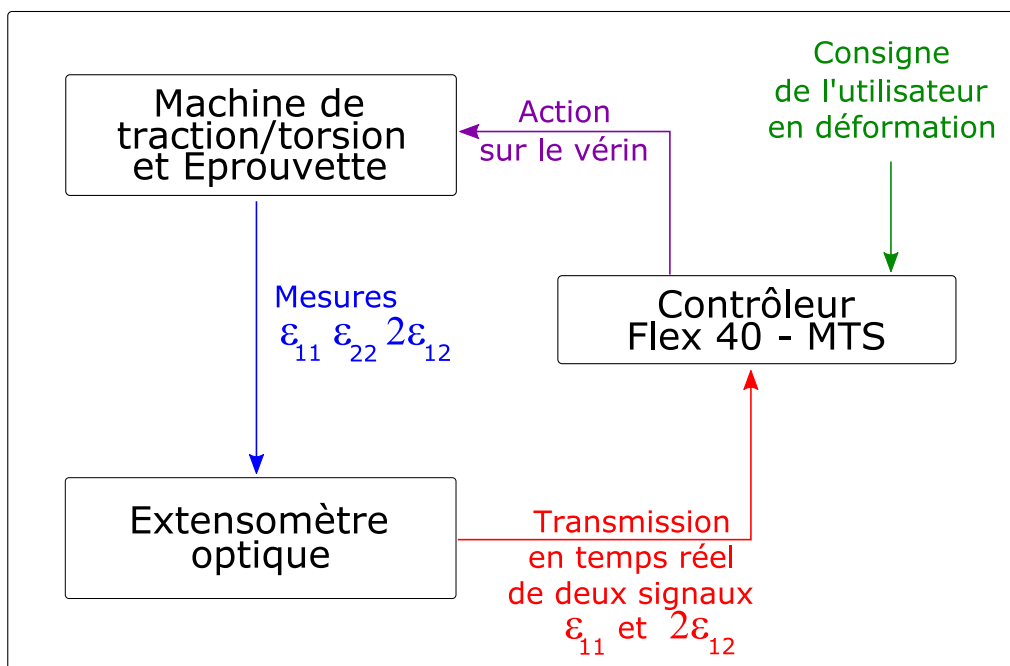 Machine de
traction/torsion
et Eprouvette
Action
sur le vérin
Consigne
de l'utilisateur
en déformation
Mesures
ε₁₁ ε₂₂ 2ε₁₂
Contrôleur
Flex 40 - MTS
Extensomètre
optique
Transmission
en temps réel
de deux signaux
ε₁₁ et 2ε₁₂